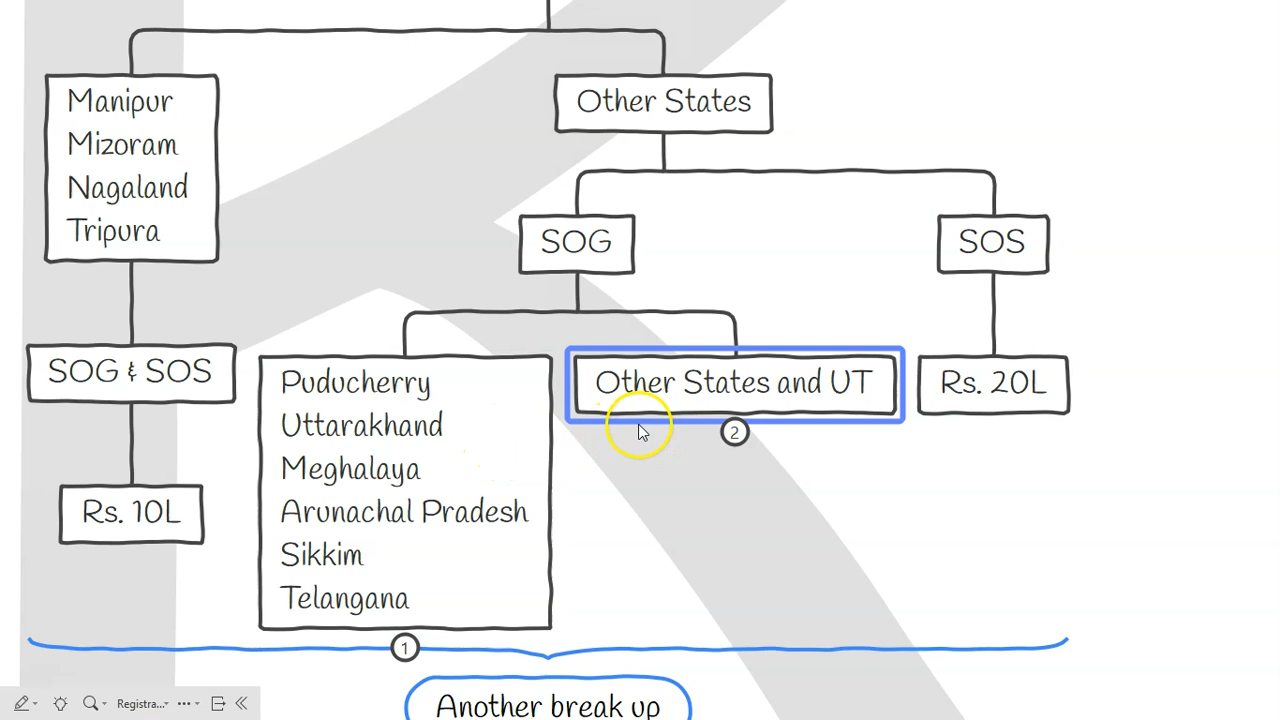 Manipur
Mizoram
Nagaland
Tripura
Other States
SOG
SOS
SOG & SOS
Puducherry
Uttarakhand
Meghalaya
Arunachal Pradesh
Sikkim
Telangana
Other States and UT
Rs. 20L
2
Rs. 10L
1
Another break up
Registra...